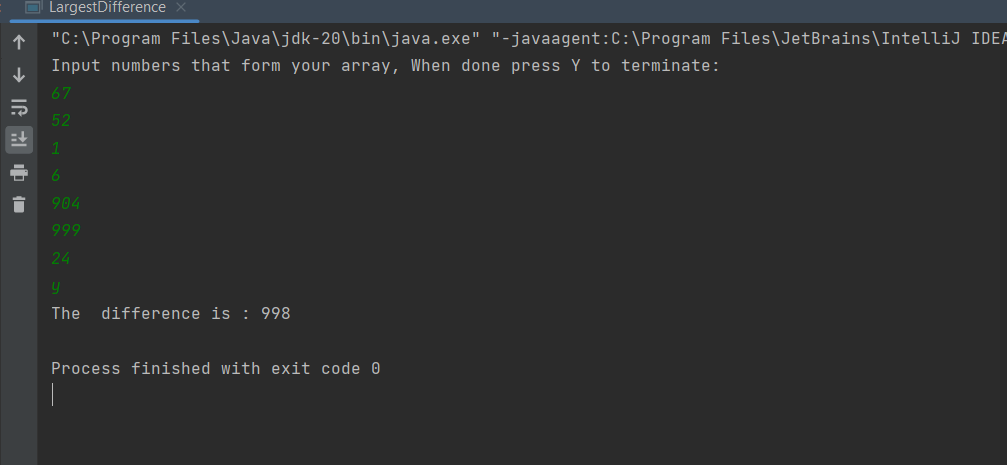 LargestDifference
"C:\Program Files\Java\jdk-20\bin\java.exe" "-javaagent:C:\Program Files\JetBrains\IntelliJ IDEA
Input numbers that form your array, When done press Y to terminate:
67
52
1
6
904
999
24
y
The  difference is : 998
Process finished with exit code 0